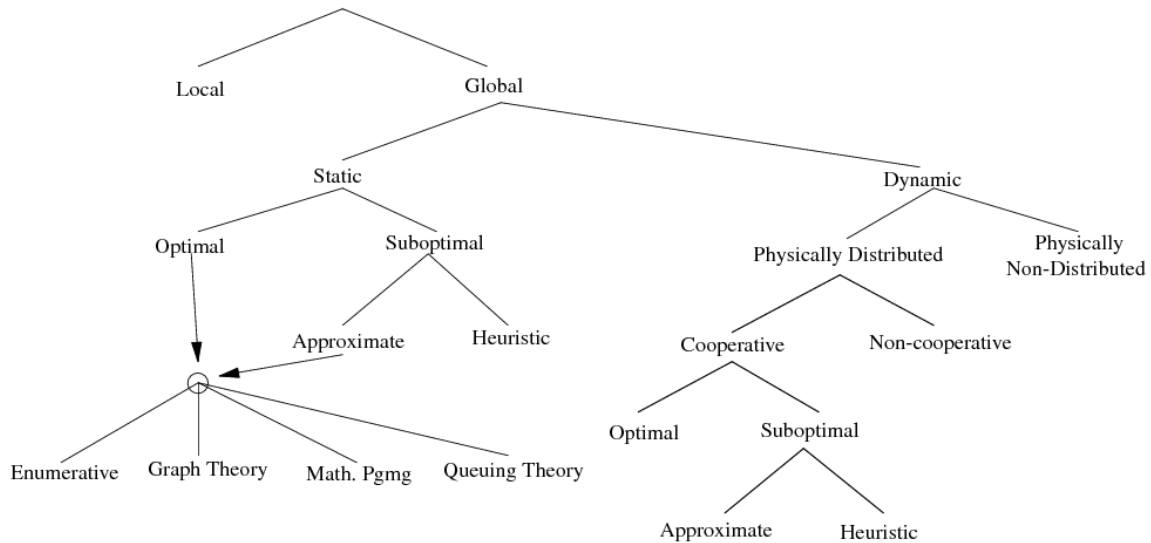 Local
Global
Static
Dynamic
Optimal
Suboptimal
Physically Distributed
Physically
Non-Distributed
Approximate
Heuristic
Cooperative
Non-cooperative
Optimal
Suboptimal
Enumerative
Graph Theory
Math. Pgmg
Queuing Theory
Approximate
Heuristic